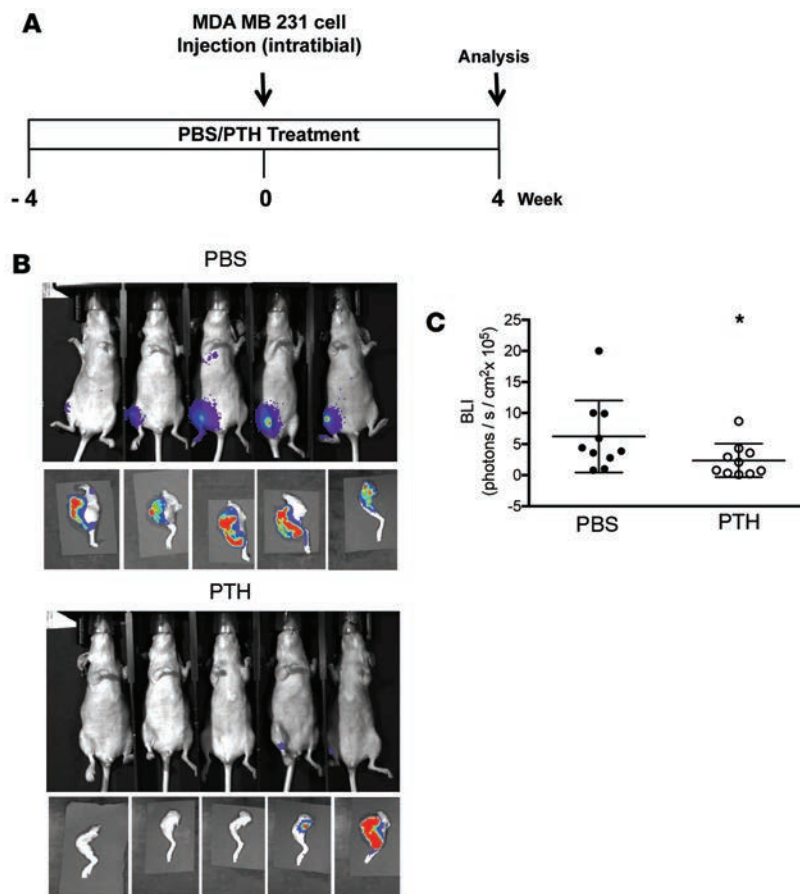 A
MDA MB 231 cell
Injection (intratibial)
Analysis
PBS/PTH Treatment
- 4
0
4
Week
B
PBS
PTH
C
*
25
20
15
10
5
0
-5
BLI
(photons / s / cm²x 10⁵)
PBS
PTH